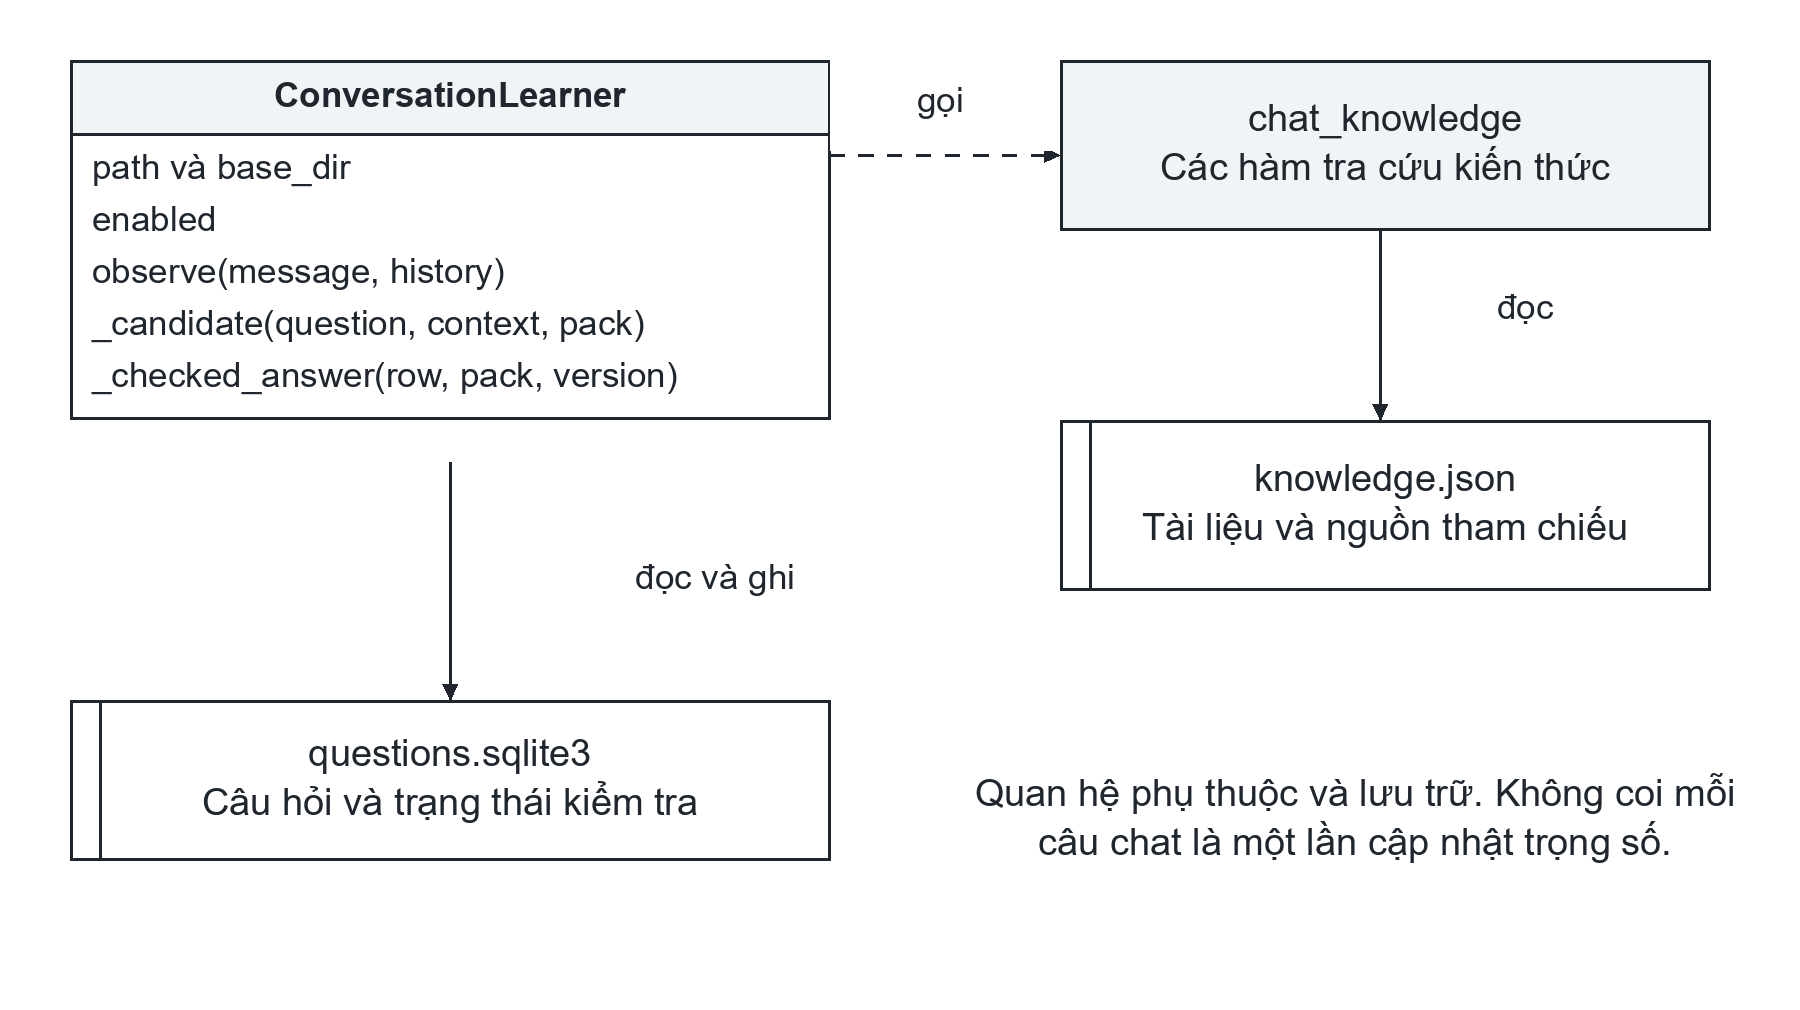 ConversationLearner
path và base_dir
enabled
observe(message, history)
_candidate(question, context, pack)
_checked_answer(row, pack, version)
gọi
chat_knowledge
Các hàm tra cứu kiến thức
đọc
knowledge.json
Tài liệu và nguồn tham chiếu
đọc và ghi
questions.sqlite3
Câu hỏi và trạng thái kiểm tra
Quan hệ phụ thuộc và lưu trữ. Không coi mỗi
câu chat là một lần cập nhật trọng số.